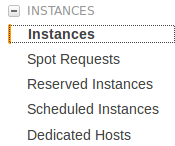 INSTANCES
Instances
Spot Requests
Reserved Instances
Scheduled Instances
Dedicated Hosts